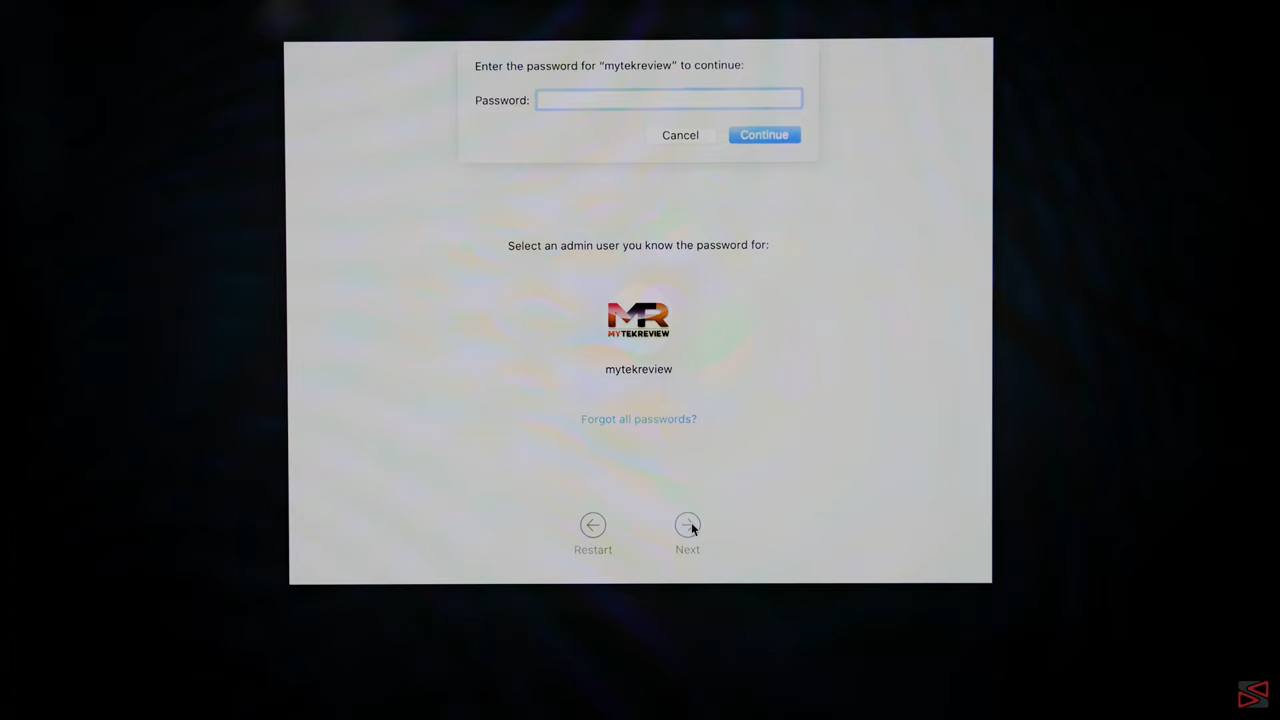 Enter the password for “mytekreview” to continue:
Password:
Cancel
Continue
Select an admin user you know the password for:
MR
MYTEKREVIEW
mytekreview
Forgot all passwords?
Restart
Next